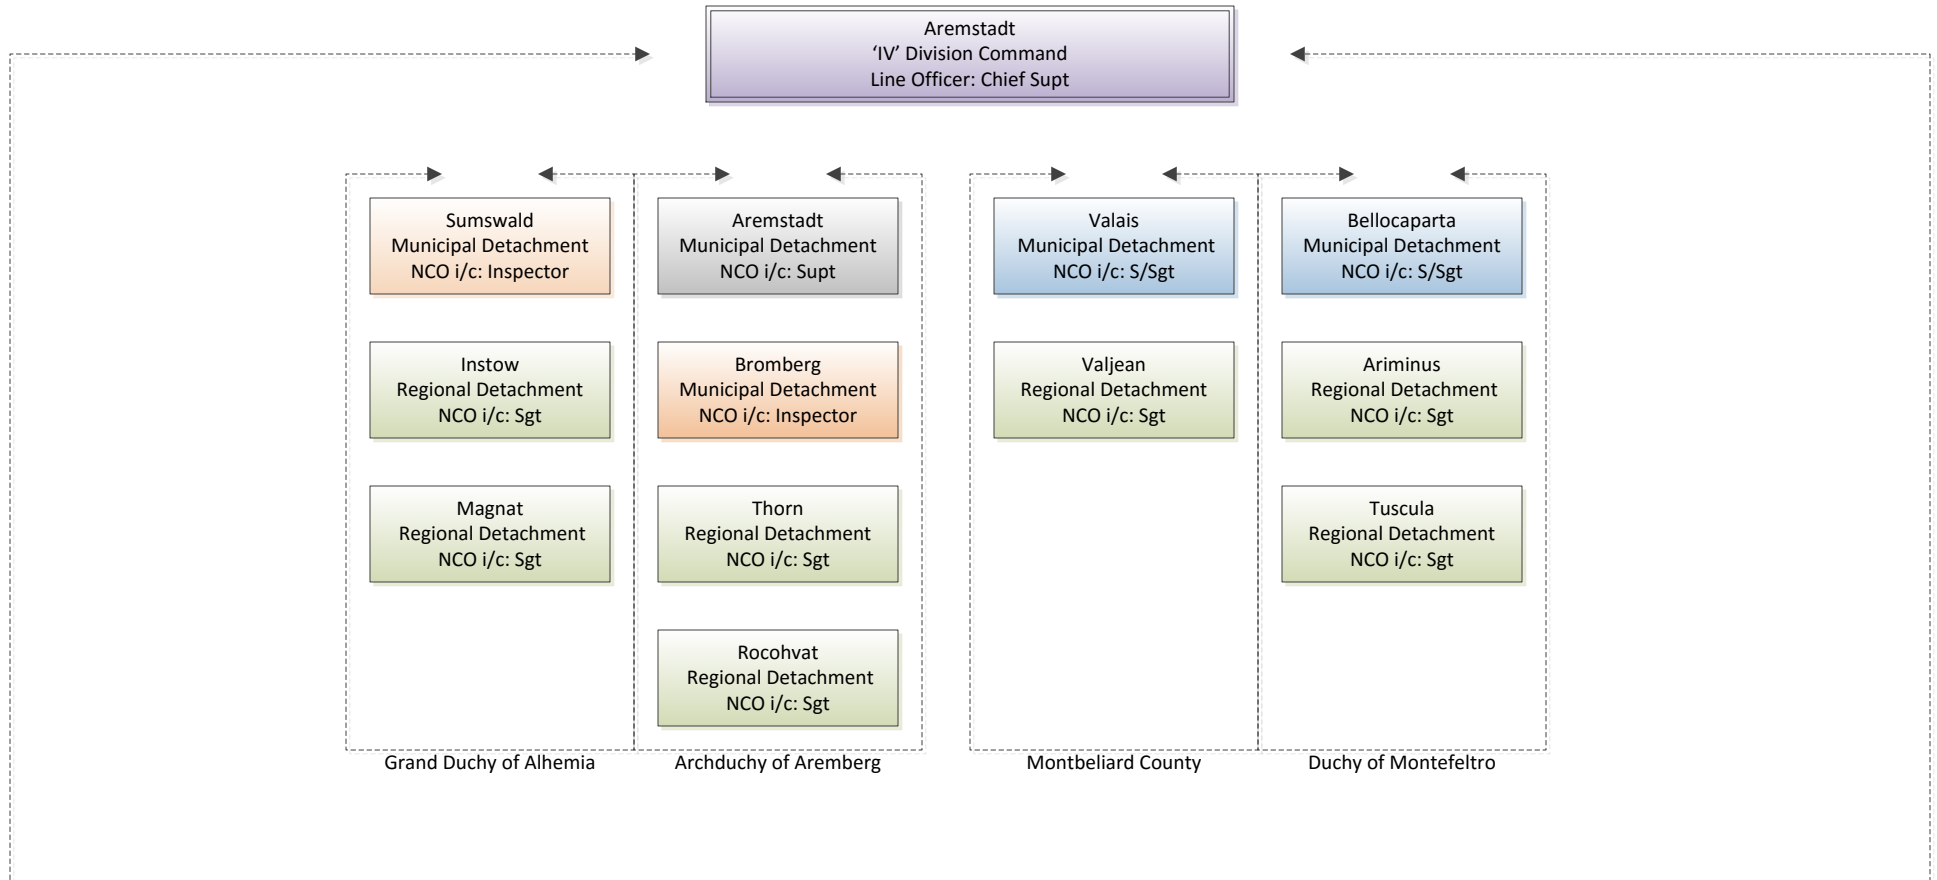 Aremstadt
‘IV’ Division Command
Line Officer: Chief Supt
Sumswald
Municipal Detachment
NCO i/c: Inspector
Instow
Regional Detachment
NCO i/c: Sgt
Magnat
Regional Detachment
NCO i/c: Sgt
Grand Duchy of Alhemia
Aremstadt
Municipal Detachment
NCO i/c: Supt
Bromberg
Municipal Detachment
NCO i/c: Inspector
Thorn
Regional Detachment
NCO i/c: Sgt
Rocohvat
Regional Detachment
NCO i/c: Sgt
Archduchy of Aremberg
Valais
Municipal Detachment
NCO i/c: S/Sgt
Valjean
Regional Detachment
NCO i/c: Sgt
Montbeliard County
Bellocaparta
Municipal Detachment
NCO i/c: S/Sgt
Ariminus
Regional Detachment
NCO i/c: Sgt
Tuscula
Regional Detachment
NCO i/c: Sgt
Duchy of Montefeltro